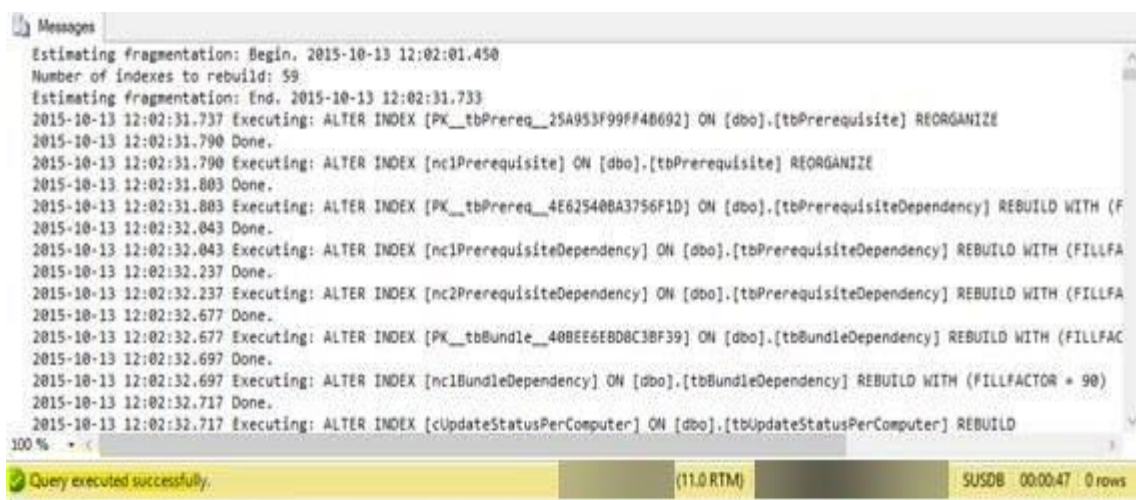 Messages
Estimating fragmentation: Begin. 2015-10-13 12:02:01.450
Number of indexes to rebuild: 59
Estimating fragmentation: End. 2015-10-13 12:02:31.733
2015-10-13 12:02:31.737 Executing: ALTER INDEX [PK__tbPrereq__25A953F99FF4B692] ON [dbo].[tbPrerequisite] REORGANIZE
2015-10-13 12:02:31.790 Done.
2015-10-13 12:02:31.790 Executing: ALTER INDEX [nc1Prerequisite] ON [dbo].[tbPrerequisite] REORGANIZE
2015-10-13 12:02:31.803 Done.
2015-10-13 12:02:31.803 Executing: ALTER INDEX [PK__tbPrereq__4E62540BA3756F1D] ON [dbo].[tbPrerequisiteDependency] REBUILD WITH (F
2015-10-13 12:02:32.043 Done.
2015-10-13 12:02:32.043 Executing: ALTER INDEX [nc1PrerequisiteDependency] ON [dbo].[tbPrerequisiteDependency] REBUILD WITH (FILLFA
2015-10-13 12:02:32.237 Done.
2015-10-13 12:02:32.237 Executing: ALTER INDEX [nc2PrerequisiteDependency] ON [dbo].[tbPrerequisiteDependency] REBUILD WITH (FILLFA
2015-10-13 12:02:32.677 Done.
2015-10-13 12:02:32.677 Executing: ALTER INDEX [PK__tbBundle__40BEE6EBD8C3BF39] ON [dbo].[tbBundleDependency] REBUILD WITH (FILLFAC
2015-10-13 12:02:32.697 Done.
2015-10-13 12:02:32.697 Executing: ALTER INDEX [nc1BundleDependency] ON [dbo].[tbBundleDependency] REBUILD WITH (FILLFACTOR = 90)
2015-10-13 12:02:32.717 Done.
2015-10-13 12:02:32.717 Executing: ALTER INDEX [cUpdateStatusPerComputer] ON [dbo].[tbUpdateStatusPerComputer] REBUILD
100 %
Query executed successfully. (11.0 RTM) SUSDB 00:00:47 0 rows